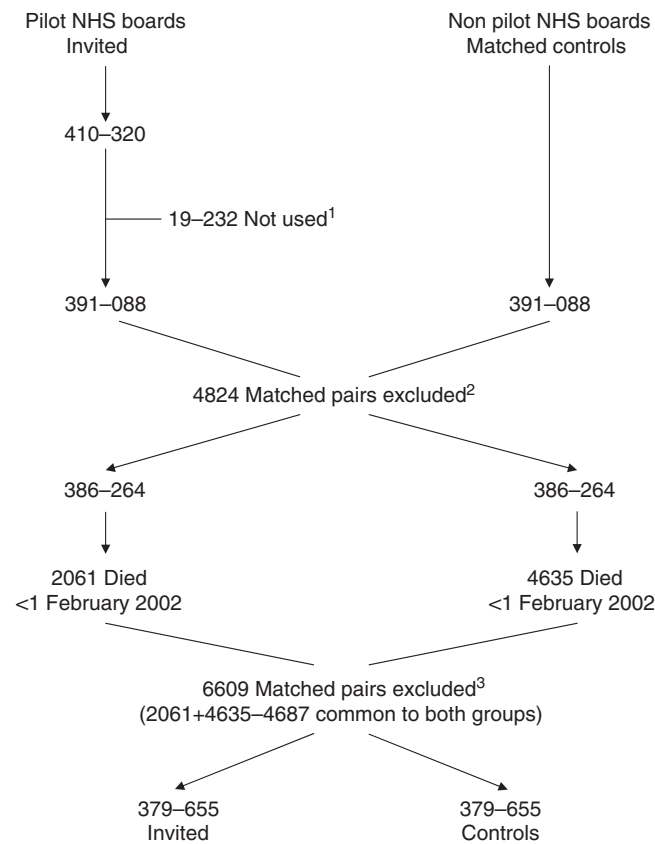 Pilot NHS boards
Invited
Non pilot NHS boards
Matched controls
410–320
19–232 Not used1
391–088
391–088
4824 Matched pairs excluded2
386–264
386–264
2061 Died
<1 February 2002
4635 Died
<1 February 2002
6609 Matched pairs excluded3
(2061+4635–4687 common to both groups)
379–655
Invited
379–655
Controls